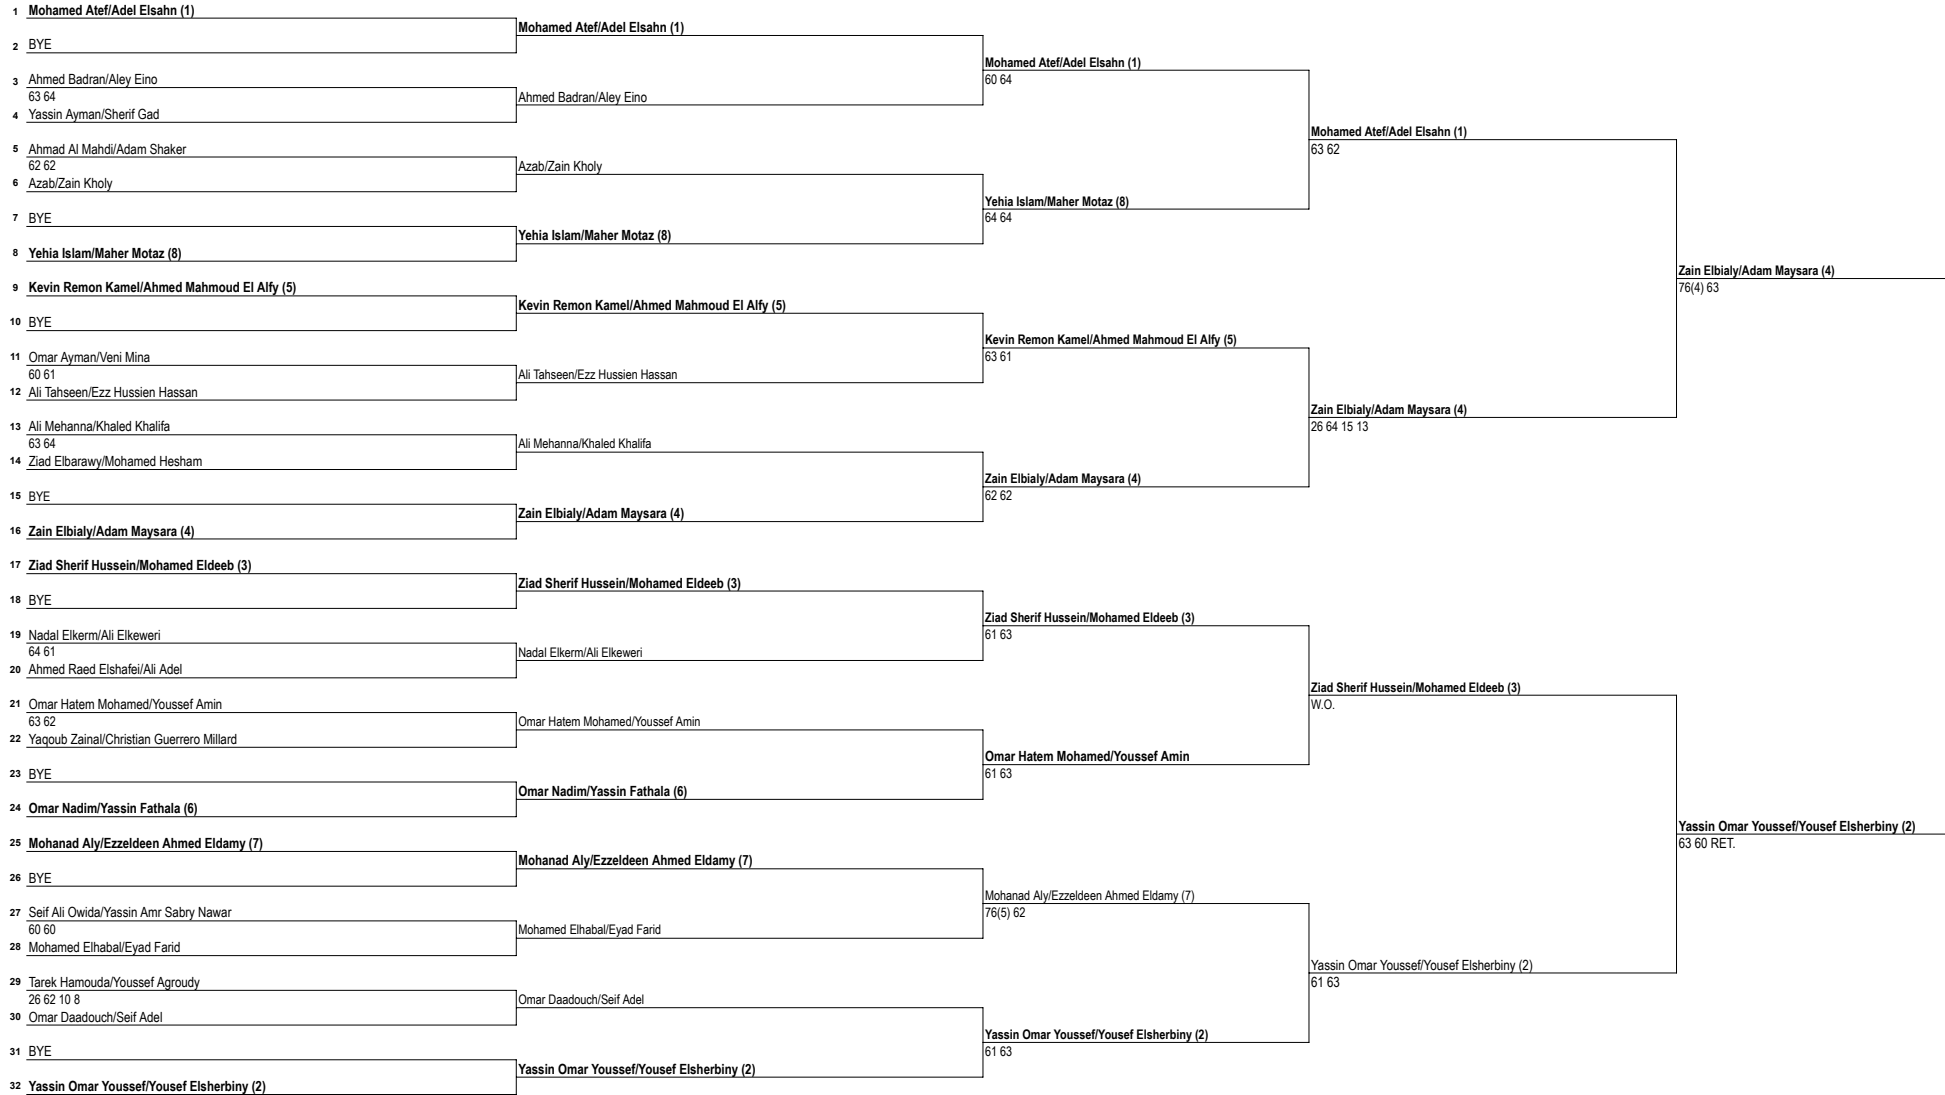 1 Mohamed Atef/Adel Elsahn (1)
Mohamed Atef/Adel Elsahn (1)
2 BYE
Mohamed Atef/Adel Elsahn (1)
60 64
3 Ahmed Badran/Aley Eino
63 64
Ahmed Badran/Aley Eino
4 Yassin Ayman/Sherif Gad
Mohamed Atef/Adel Elsahn (1)
63 62
5 Ahmad Al Mahdi/Adam Shaker
62 62
Azab/Zain Kholy
6 Azab/Zain Kholy
Yehia Islam/Maher Motaz (8)
64 64
7 BYE
Yehia Islam/Maher Motaz (8)
8 Yehia Islam/Maher Motaz (8)
Zain Elbialy/Adam Maysara (4)
76(4) 63
9 Kevin Remon Kamel/Ahmed Mahmoud El Alfy (5)
Kevin Remon Kamel/Ahmed Mahmoud El Alfy (5)
10 BYE
Kevin Remon Kamel/Ahmed Mahmoud El Alfy (5)
63 61
11 Omar Ayman/Veni Mina
60 61
Ali Tahseen/Ezz Hussien Hassan
12 Ali Tahseen/Ezz Hussien Hassan
Zain Elbialy/Adam Maysara (4)
26 64 15 13
13 Ali Mehanna/Khaled Khalifa
63 64
Ali Mehanna/Khaled Khalifa
14 Ziad Elbarawy/Mohamed Hesham
Zain Elbialy/Adam Maysara (4)
62 62
15 BYE
Zain Elbialy/Adam Maysara (4)
16 Zain Elbialy/Adam Maysara (4)
17 Ziad Sherif Hussein/Mohamed Eldeeb (3)
Ziad Sherif Hussein/Mohamed Eldeeb (3)
18 BYE
Ziad Sherif Hussein/Mohamed Eldeeb (3)
61 63
19 Nadal Elkerm/Ali Elkeweri
64 61
Nadal Elkerm/Ali Elkeweri
20 Ahmed Raed Elshafei/Ali Adel
Ziad Sherif Hussein/Mohamed Eldeeb (3)
W.O.
21 Omar Hatem Mohamed/Youssef Amin
63 62
Omar Hatem Mohamed/Youssef Amin
22 Yaqoub Zainal/Christian Guerrero Millard
Omar Hatem Mohamed/Youssef Amin
61 63
23 BYE
Omar Nadim/Yassin Fathala (6)
24 Omar Nadim/Yassin Fathala (6)
Yassin Omar Youssef/Yousef Elsherbiny (2)
63 60 RET.
25 Mohanad Aly/Ezzeldeen Ahmed Eldamy (7)
Mohanad Aly/Ezzeldeen Ahmed Eldamy (7)
26 BYE
Mohanad Aly/Ezzeldeen Ahmed Eldamy (7)
76(5) 62
27 Seif Ali Owida/Yassin Amr Sabry Nawar
60 60
Mohamed Elhabal/Eyad Farid
28 Mohamed Elhabal/Eyad Farid
Yassin Omar Youssef/Yousef Elsherbiny (2)
61 63
29 Tarek Hamouda/Youssef Agroudy
26 62 10 8
Omar Daadouch/Seif Adel
30 Omar Daadouch/Seif Adel
Yassin Omar Youssef/Yousef Elsherbiny (2)
61 63
31 BYE
Yassin Omar Youssef/Yousef Elsherbiny (2)
32 Yassin Omar Youssef/Yousef Elsherbiny (2)